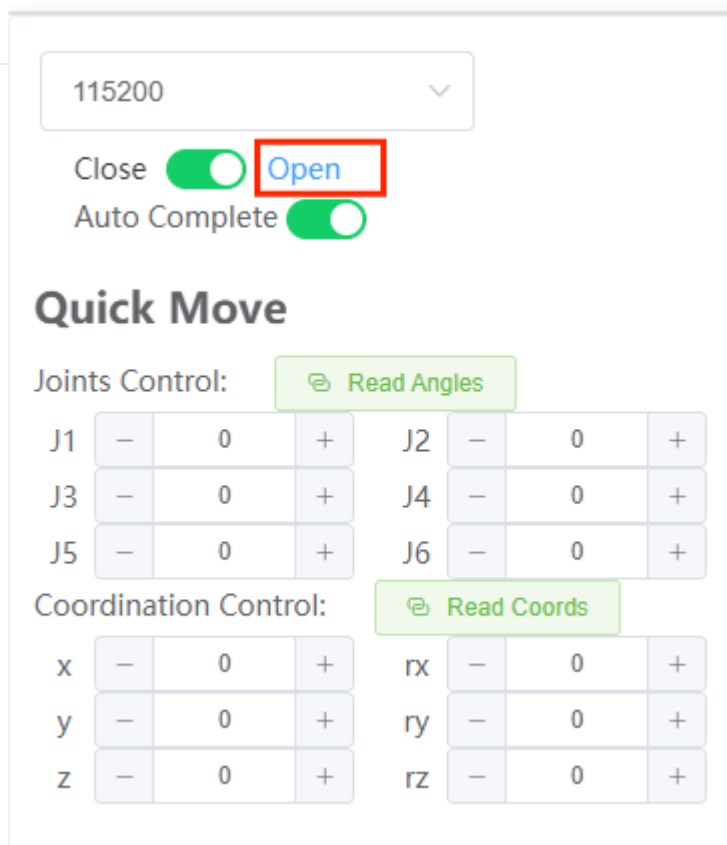 115200
Close Open
Auto Complete
Quick Move
Joints Control: Read Angles
J1 − 0 + J2 − 0 +
J3 − 0 + J4 − 0 +
J5 − 0 + J6 − 0 +
Coordination Control: Read Coords
x − 0 + rx − 0 +
y − 0 + ry − 0 +
z − 0 + rz − 0 +